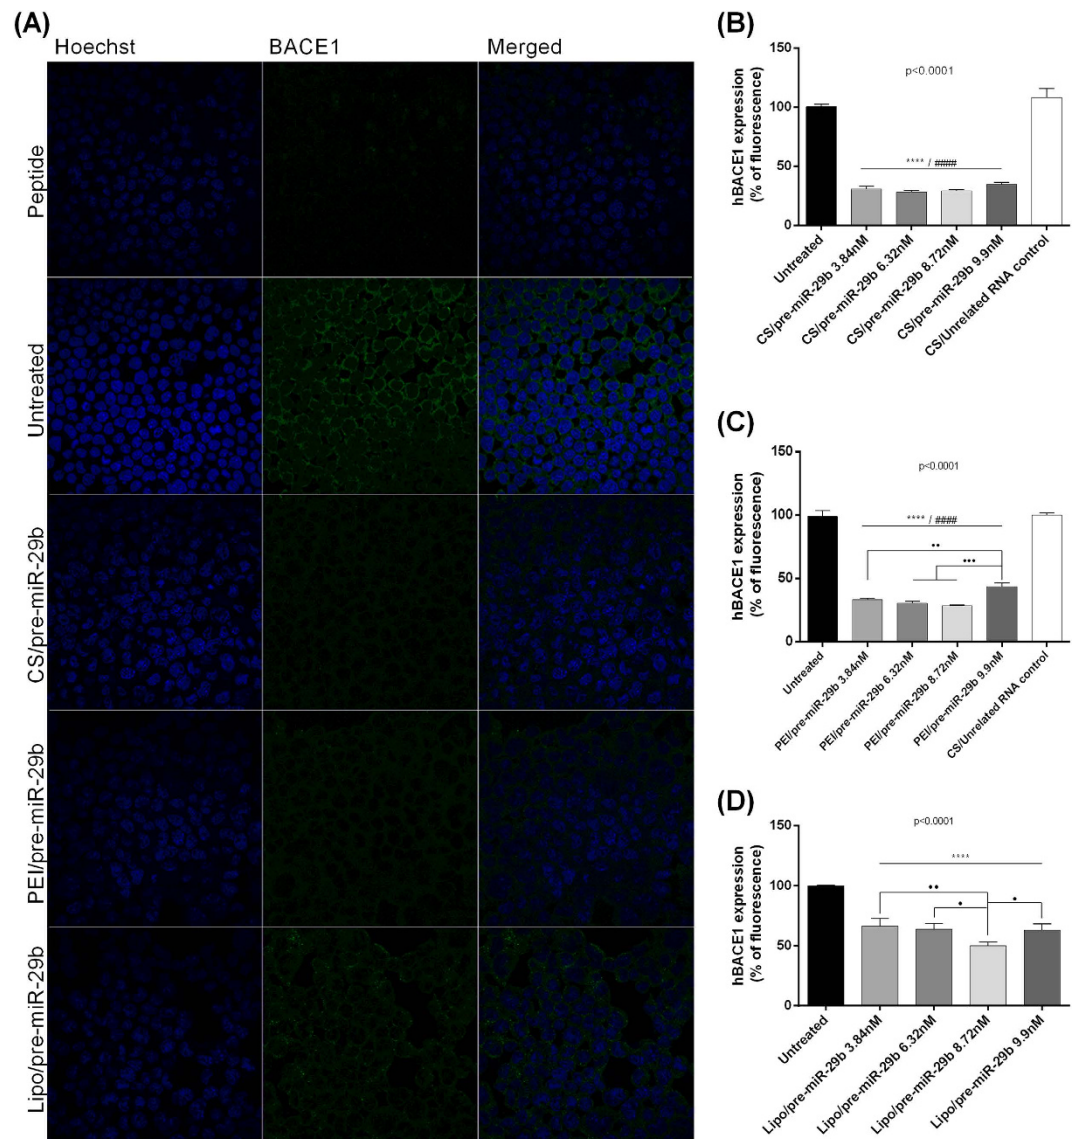 (A)
Hoechst BACE1 Merged
Peptide
Untreated
CS/pre-miR-29b
PEI/pre-miR-29b
Lipo/pre-miR-29b
(B)
hBACE1 expression
(% of fluorescence)
150
100
50
0
p<0.0001
**** / ####
Untreated
CS/pre-miR-29b 3.84nM
CS/pre-miR-29b 6.32nM
CS/pre-miR-29b 8.72nM
CS/pre-miR-29b 9.9nM
CS/Unrelated RNA control
(C)
hBACE1 expression
(% of fluorescence)
150
100
50
0
p<0.0001
**** / ####
••
•••
Untreated
PEI/pre-miR-29b 3.84nM
PEI/pre-miR-29b 6.32nM
PEI/pre-miR-29b 8.72nM
PEI/pre-miR-29b 9.9nM
CS/Unrelated RNA control
(D)
hBACE1 expression
(% of fluorescence)
150
100
50
0
p<0.0001
****
••
•
•
Untreated
Lipo/pre-miR-29b 3.84nM
Lipo/pre-miR-29b 6.32nM
Lipo/pre-miR-29b 8.72nM
Lipo/pre-miR-29b 9.9nM